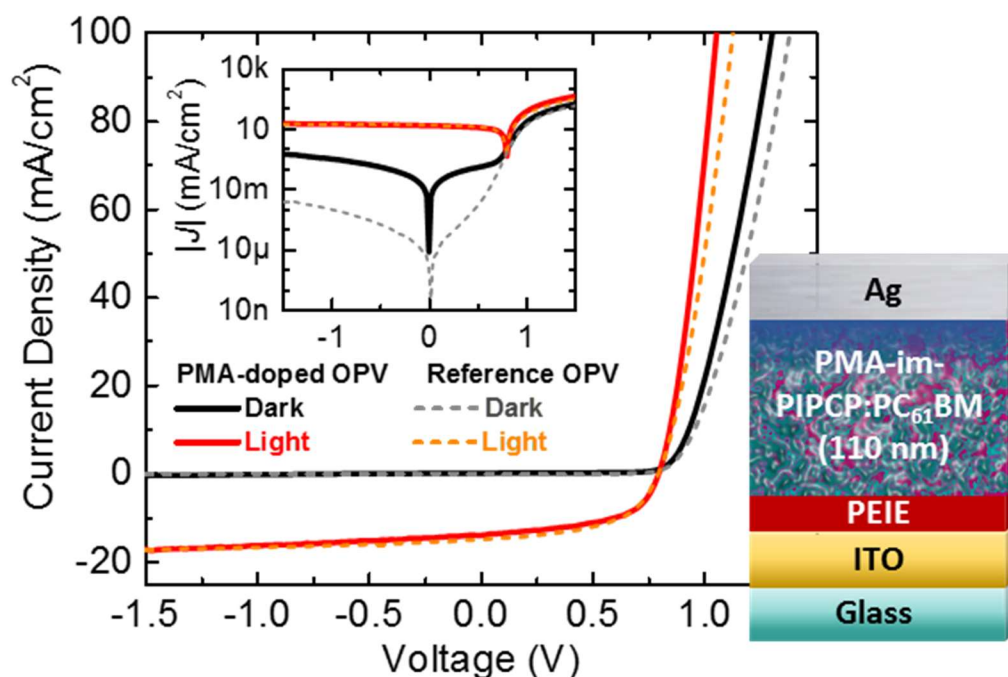 Current Density (mA/cm²)
100
80
60
40
20
0
-20
|J| (mA/cm²)
10k
10
10m
10µ
10n
-1
0
1
PMA-doped OPV Reference OPV
Dark Dark
Light Light
-1.5 -1.0 -0.5 0.0 0.5 1.0
Voltage (V)
Ag
PMA-im-
PIPCP:PC₆₁BM
(110 nm)
PEIE
ITO
Glass